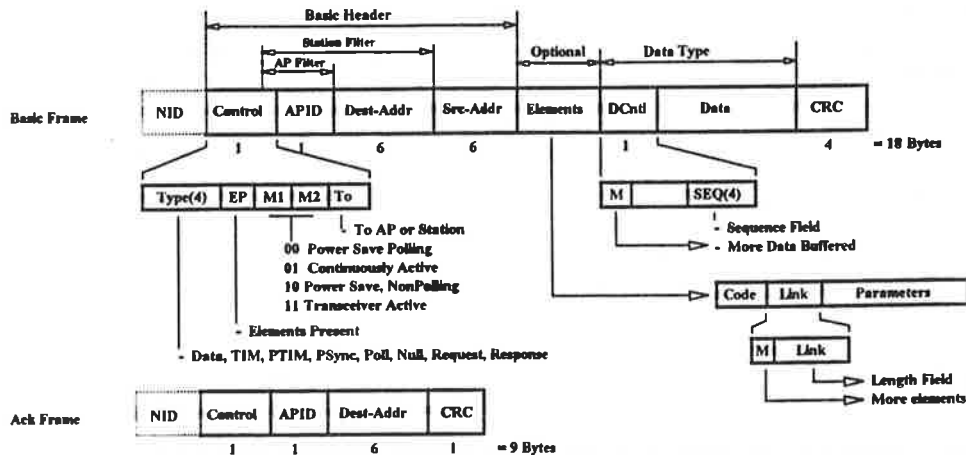 Basic Header
Station Filter
AP Filter
Optional
Data Type
Basic Frame
NID Control APID Dest-Addr Src-Addr Elements DCntl Data CRC
1 1 6 6 1 4 = 18 Bytes
Type(4) EP M1 M2 To
M SEQ(4)
- To AP or Station
- Sequence Field
- More Data Buffered
00 Power Save Polling
01 Continuously Active
10 Power Save, NonPolling
11 Transceiver Active
Code Link Parameters
- Elements Present
- Data, TIM, PTIM, PSync, Poll, Null, Request, Response
M Link
Length Field
More elements
Ack Frame
NID Control APID Dest-Addr CRC
1 1 6 1 = 9 Bytes